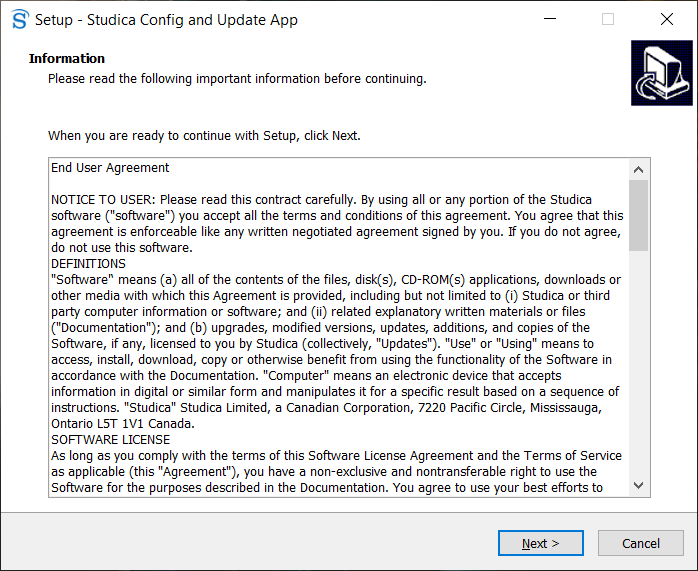 Setup - Studica Config and Update App
Information
Please read the following important information before continuing.
When you are ready to continue with Setup, click Next.
End User Agreement
NOTICE TO USER: Please read this contract carefully. By using all or any portion of the Studica
software ("software") you accept all the terms and conditions of this agreement. You agree that this
agreement is enforceable like any written negotiated agreement signed by you. If you do not agree,
do not use this software.
DEFINITIONS
"Software" means (a) all of the contents of the files, disk(s), CD-ROM(s) applications, downloads or
other media with which this Agreement is provided, including but not limited to (i) Studica or third
party computer information or software; and (ii) related explanatory written materials or files
("Documentation"); and (b) upgrades, modified versions, updates, additions, and copies of the
Software, if any, licensed to you by Studica (collectively, "Updates"). "Use" or "Using" means to
access, install, download, copy or otherwise benefit from using the functionality of the Software in
accordance with the Documentation. "Computer" means an electronic device that accepts
information in digital or similar form and manipulates it for a specific result based on a sequence of
instructions. "Studica" Studica Limited, a Canadian Corporation, 7220 Pacific Circle, Mississauga,
Ontario L5T 1V1 Canada.
SOFTWARE LICENSE
As long as you comply with the terms of this Software License Agreement and the Terms of Service
as applicable (this "Agreement"), you have a non-exclusive and nontransferable right to use the
Software for the purposes described in the Documentation. You agree to use your best efforts to
Next >
Cancel